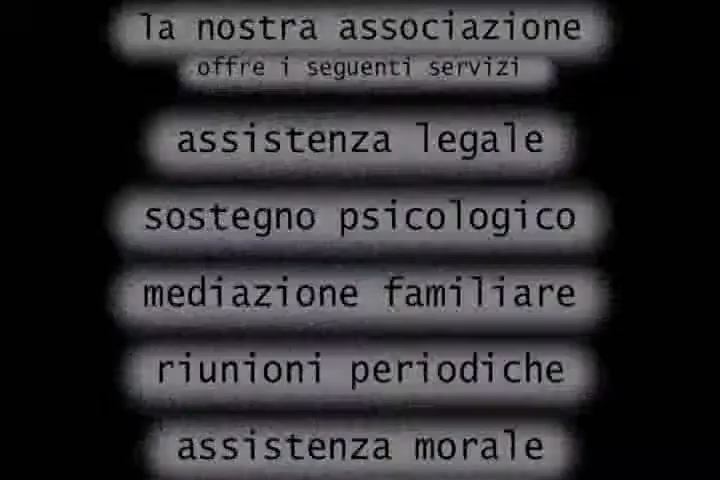 la nostra associazione
offre i seguenti servizi
assistenza legale
sostegno psicologico
mediazione familiare
riunioni periodiche
assistenza morale